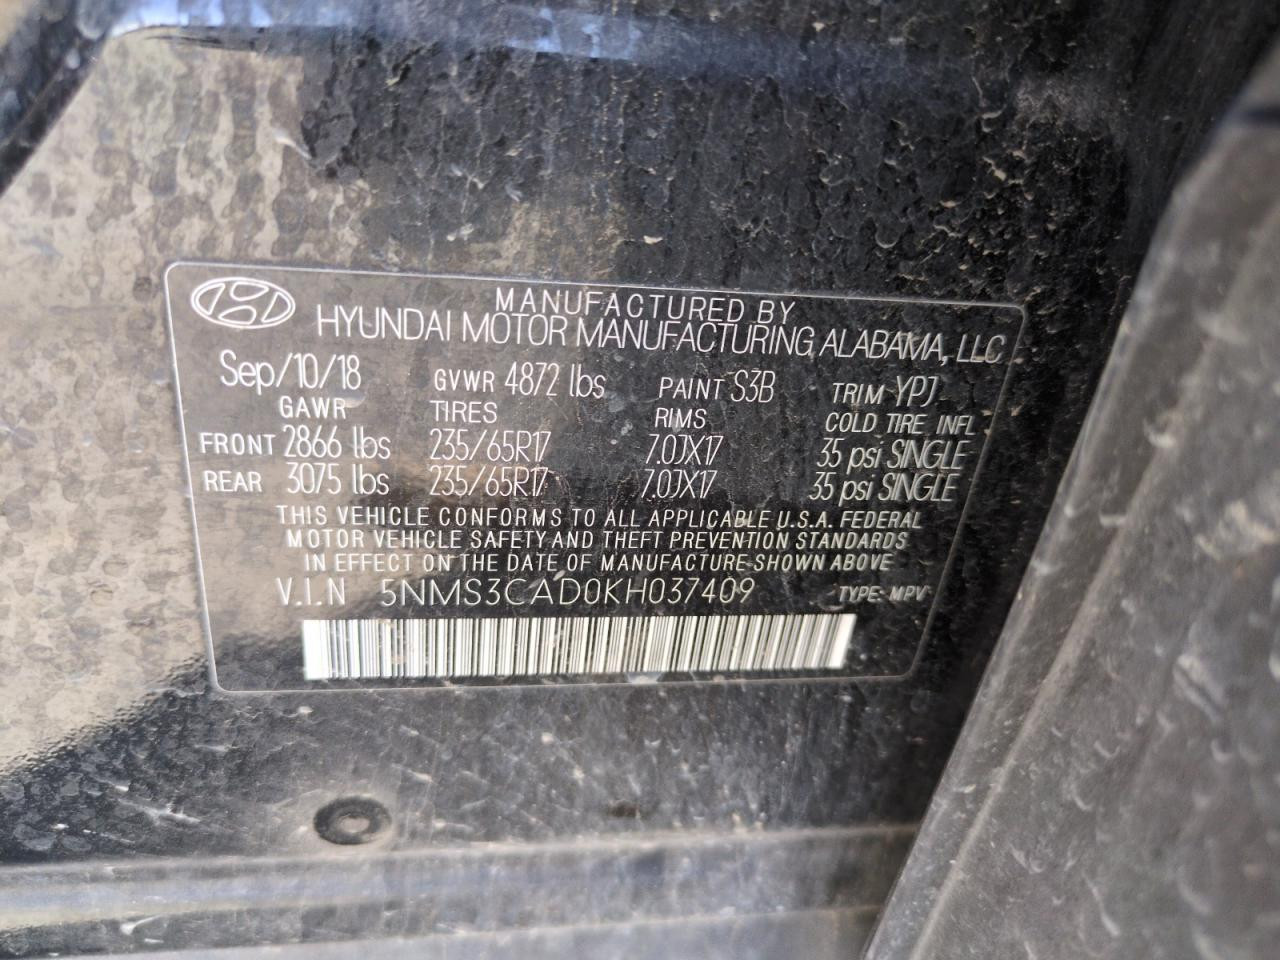 MANUFACTURED BY
HYUNDAI MOTOR MANUFACTURING ALABAMA, LLC
Sep/10/18 GVWR 4872 lbs PAINT S3B TRIM YPJ
GAWR TIRES RIMS COLD TIRE INFL
FRONT 2866 lbs 235/65R17 7.0JX17 35 psi SINGLE
REAR 3075 lbs 235/65R17 7.0JX17 35 psi SINGLE
THIS VEHICLE CONFORMS TO ALL APPLICABLE U.S.A. FEDERAL
MOTOR VEHICLE SAFETY AND THEFT PREVENTION STANDARDS
IN EFFECT ON THE DATE OF MANUFACTURE SHOWN ABOVE
V.I.N 5NMS3CAD0KH037409 TYPE: MPV